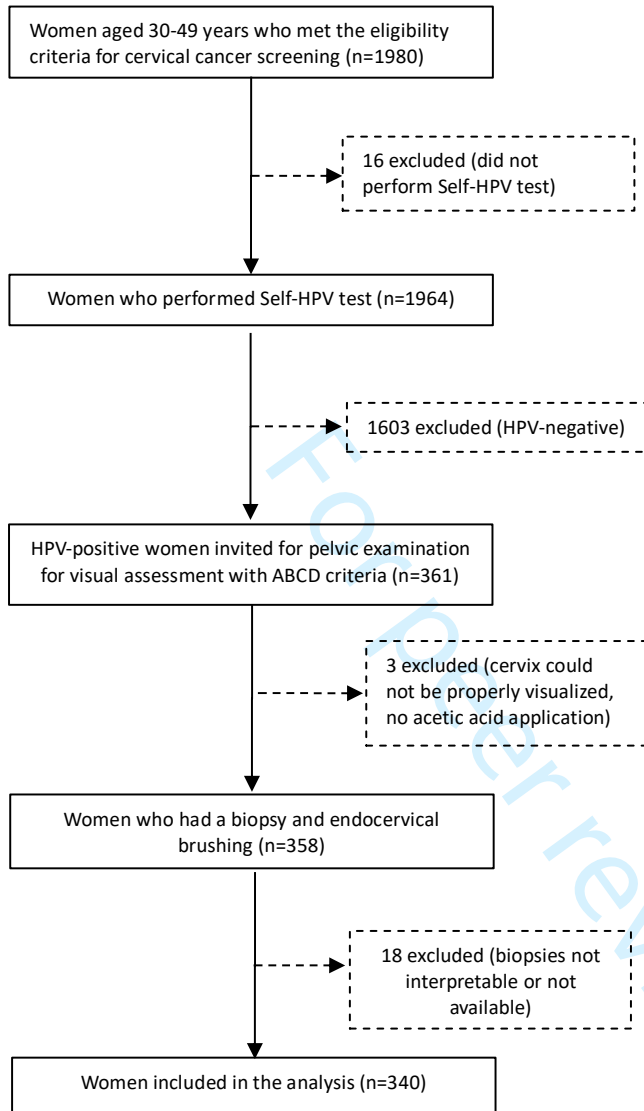 Women aged 30-49 years who met the eligibility
criteria for cervical cancer screening (n=1980)
16 excluded (did not
perform Self-HPV test)
Women who performed Self-HPV test (n=1964)
1603 excluded (HPV-negative)
HPV-positive women invited for pelvic examination
for visual assessment with ABCD criteria (n=361)
3 excluded (cervix could
not be properly visualized,
no acetic acid application)
Women who had a biopsy and endocervical
brushing (n=358)
18 excluded (biopsies not
interpretable or not
available)
Women included in the analysis (n=340)
For peer rev